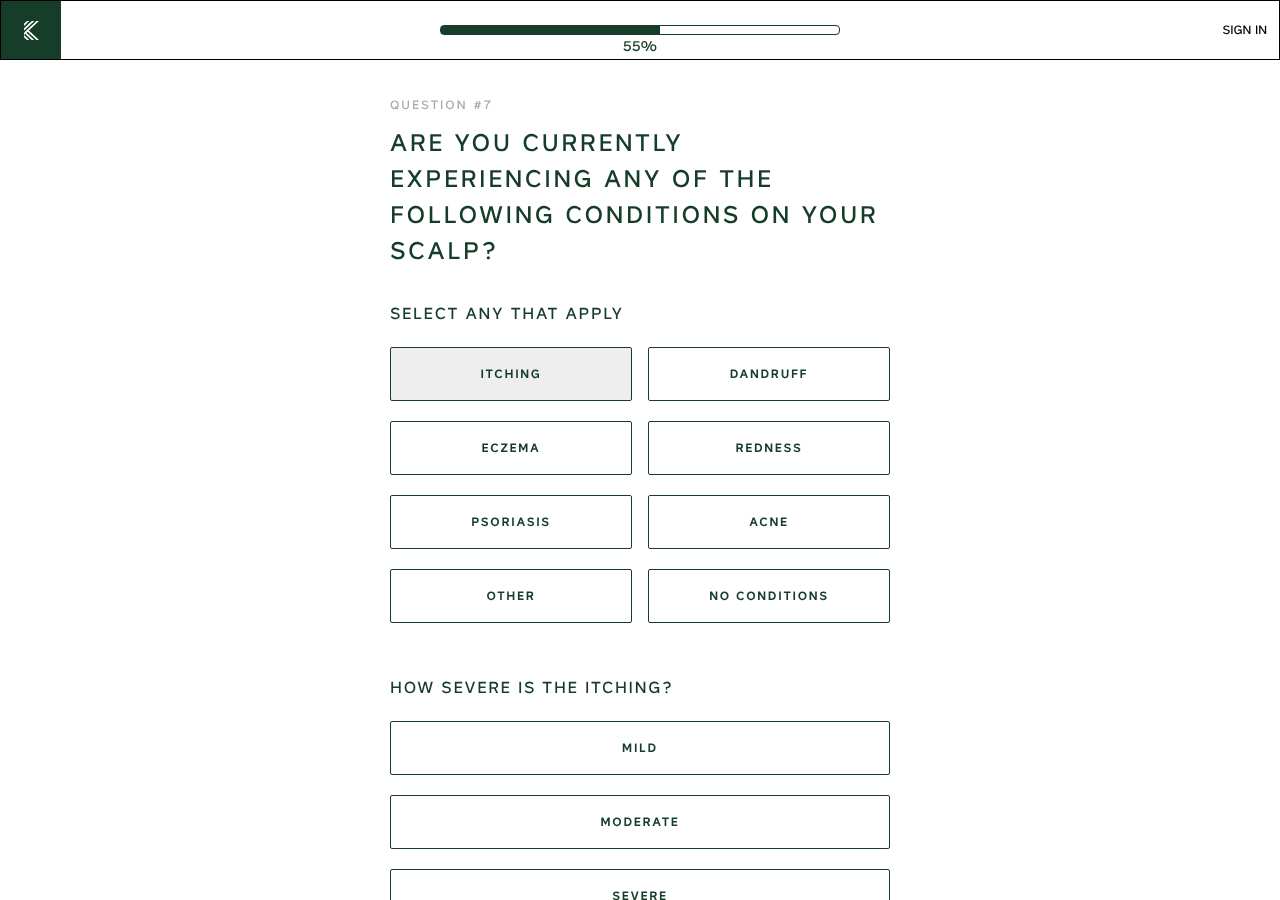 55%
SIGN IN
QUESTION #7
ARE YOU CURRENTLY
EXPERIENCING ANY OF THE
FOLLOWING CONDITIONS ON YOUR
SCALP?
SELECT ANY THAT APPLY
ITCHING
DANDRUFF
ECZEMA
REDNESS
PSORIASIS
ACNE
OTHER
NO CONDITIONS
HOW SEVERE IS THE ITCHING?
MILD
MODERATE
SEVERE